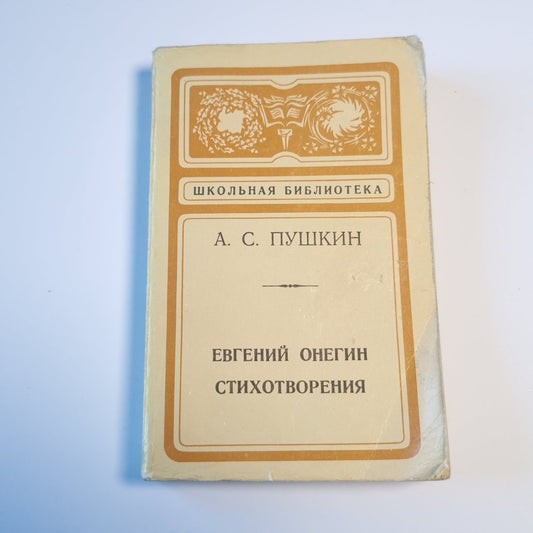 ШКОЛЬНАЯ БИБЛИОТЕКА
А. С. ПУШКИН
ЕВГЕНИЙ ОНЕГИН
СТИХОТВОРЕНИЯ